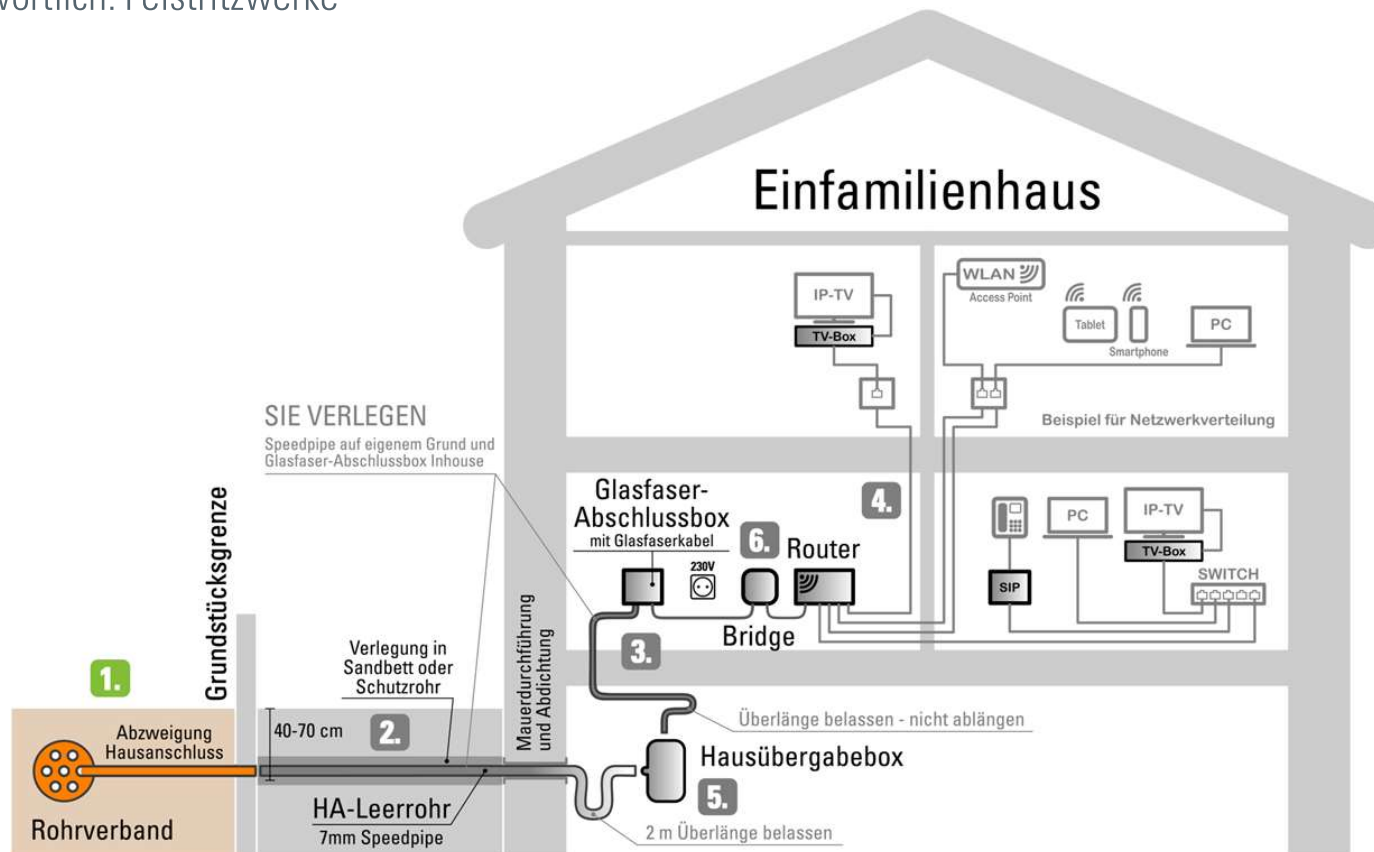 Feistritzwerke
Einfamilienhaus
IP-TV
TV-Box
WLAN
Access Point
Tablet
Smartphone
PC
Beispiel für Netzwerkverteilung
SIE VERLEGEN
Speedpipe auf eigenem Grund und
Glasfaser-Abschlussbox Inhouse
Glasfaser-
Abschlussbox
mit Glasfaserkabel
230V
6.
Router
Bridge
4.
PC
IP-TV
TV-Box
SIP
SWITCH
3.
Grundstücksgrenze
1.
Abzweigung
Hausanschluss
Rohrverband
40-70 cm
Verlegung in
Sandbett oder
Schutzrohr
2.
HA-Leerrohr
7mm Speedpipe
Mauerdurchführung
und Abdichtung
Überlänge belassen - nicht ablängen
Hausübergabebox
5.
2 m Überlänge belassen